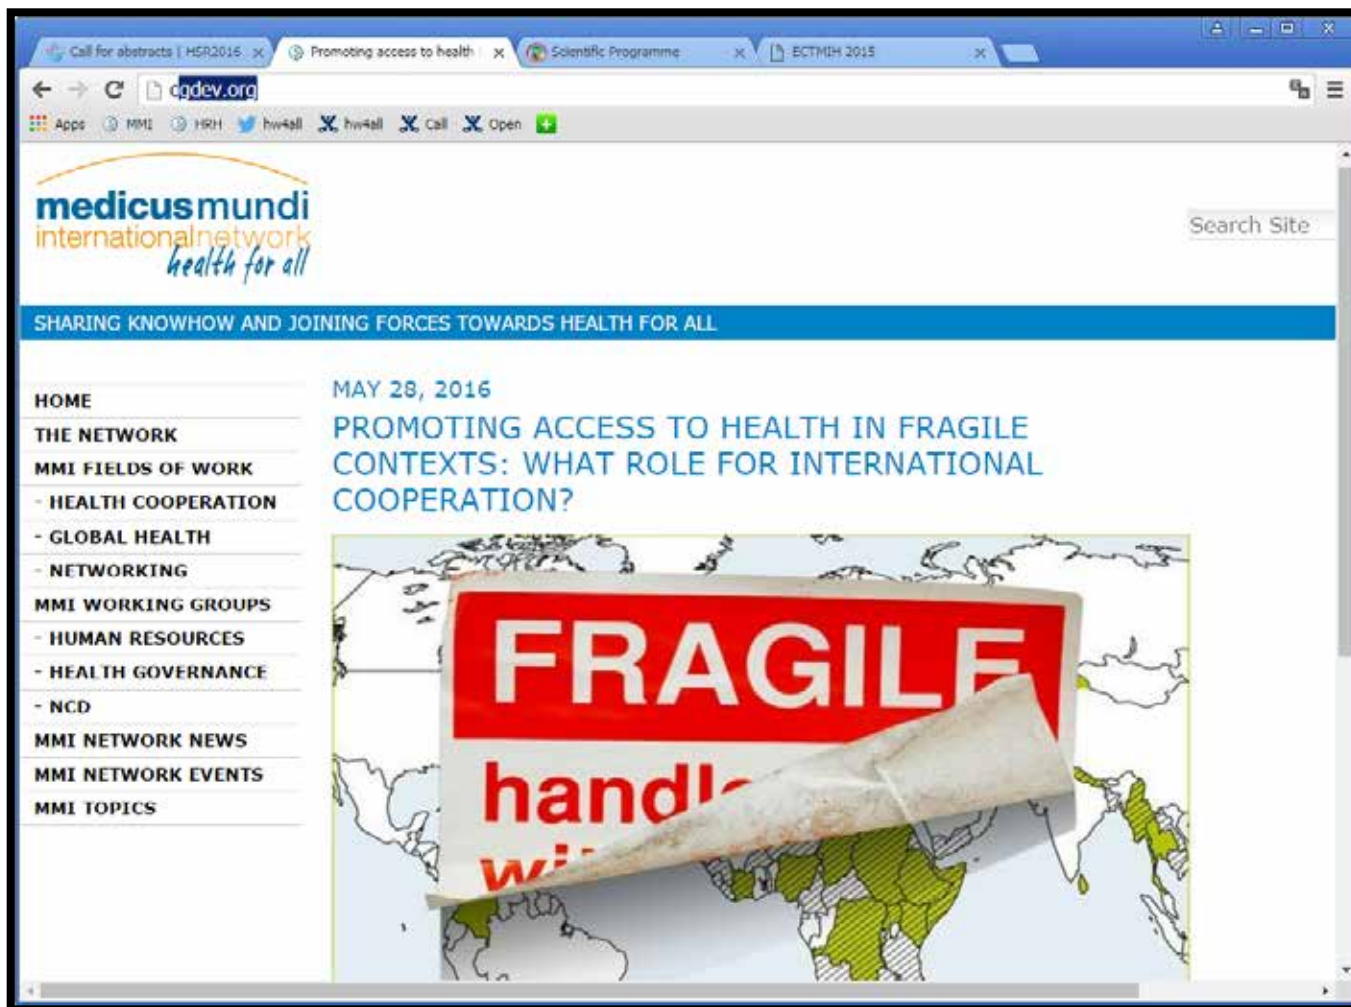 Call for abstracts | HSR2016
Promoting access to health
Scientific Programme
ECTMIH 2015
cgdev.org
Apps MMI HRH hw4all hw4all Call Open
medicusmundi
internationalnetwork
health for all
Search Site
SHARING KNOWHOW AND JOINING FORCES TOWARDS HEALTH FOR ALL
HOME
THE NETWORK
MMI FIELDS OF WORK
- HEALTH COOPERATION
- GLOBAL HEALTH
- NETWORKING
MMI WORKING GROUPS
- HUMAN RESOURCES
- HEALTH GOVERNANCE
- NCD
MMI NETWORK NEWS
MMI NETWORK EVENTS
MMI TOPICS
MAY 28, 2016
PROMOTING ACCESS TO HEALTH IN FRAGILE
CONTEXTS: WHAT ROLE FOR INTERNATIONAL
COOPERATION?
FRAGILE
handl
wi